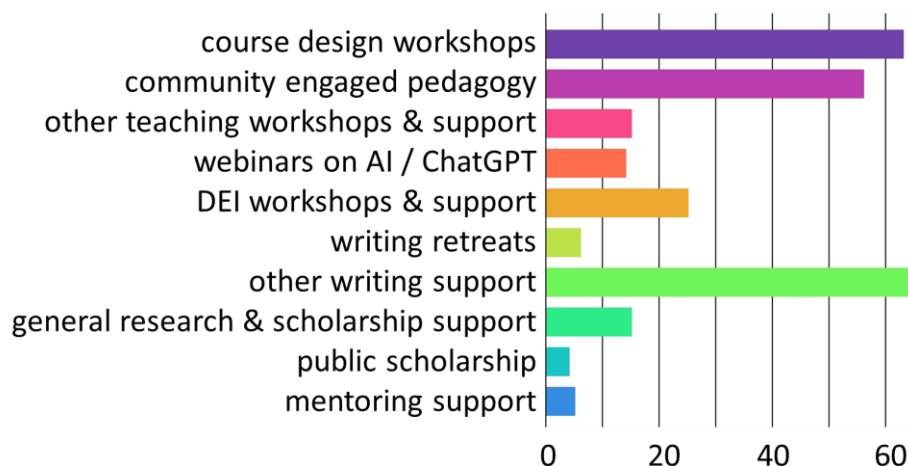 course design workshops
community engaged pedagogy
other teaching workshops & support
webinars on AI / ChatGPT
DEI workshops & support
writing retreats
other writing support
general research & scholarship support
public scholarship
mentoring support
0 20 40 60